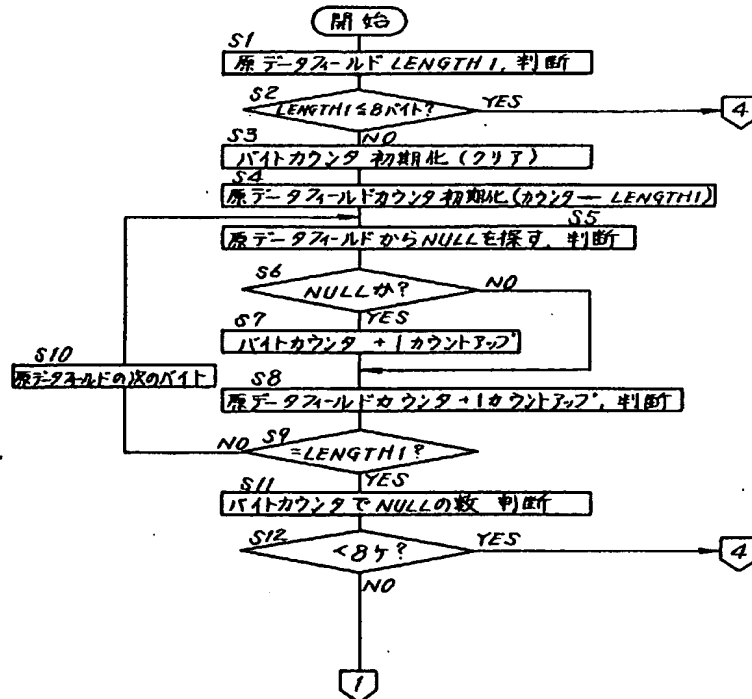 開始
S1
原データフィールド LENGTH1, 判断
S2
LENGTH1≦8バイト?
YES
4
NO
S3
バイトカウンタ 初期化 (クリア)
S4
原データフィールドカウンタ初期化(カウンタ ― LENGTH1)
S5
原データフィールドからNULLを探す, 判断
S6
NULLか?
NO
YES
S7
バイトカウンタ +1カウントアップ
S10
原データフィールドの次のバイト
S8
原データフィールドカウンタ+1カウントアップ, 判断
S9
=LENGTH1?
NO
YES
S11
バイトカウンタでNULLの数 判断
S12
<8ケ?
YES
4
NO
1